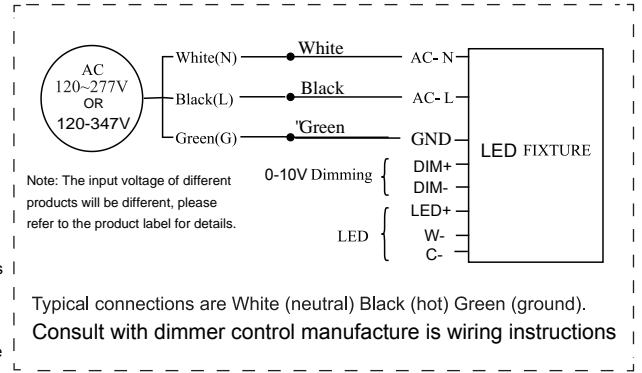 AC
120~277V
OR
120-347V
White(N)
White
AC- N
Black(L)
Black
AC- L
Green(G)
"Green
GND
LED FIXTURE
0-10V Dimming {
DIM+
DIM-
LED {
LED+
W-
C-
Note: The input voltage of different
products will be different, please
refer to the product label for details.
s
Typical connections are White (neutral) Black (hot) Green (ground).
Consult with dimmer control manufacture is wiring instructions
e